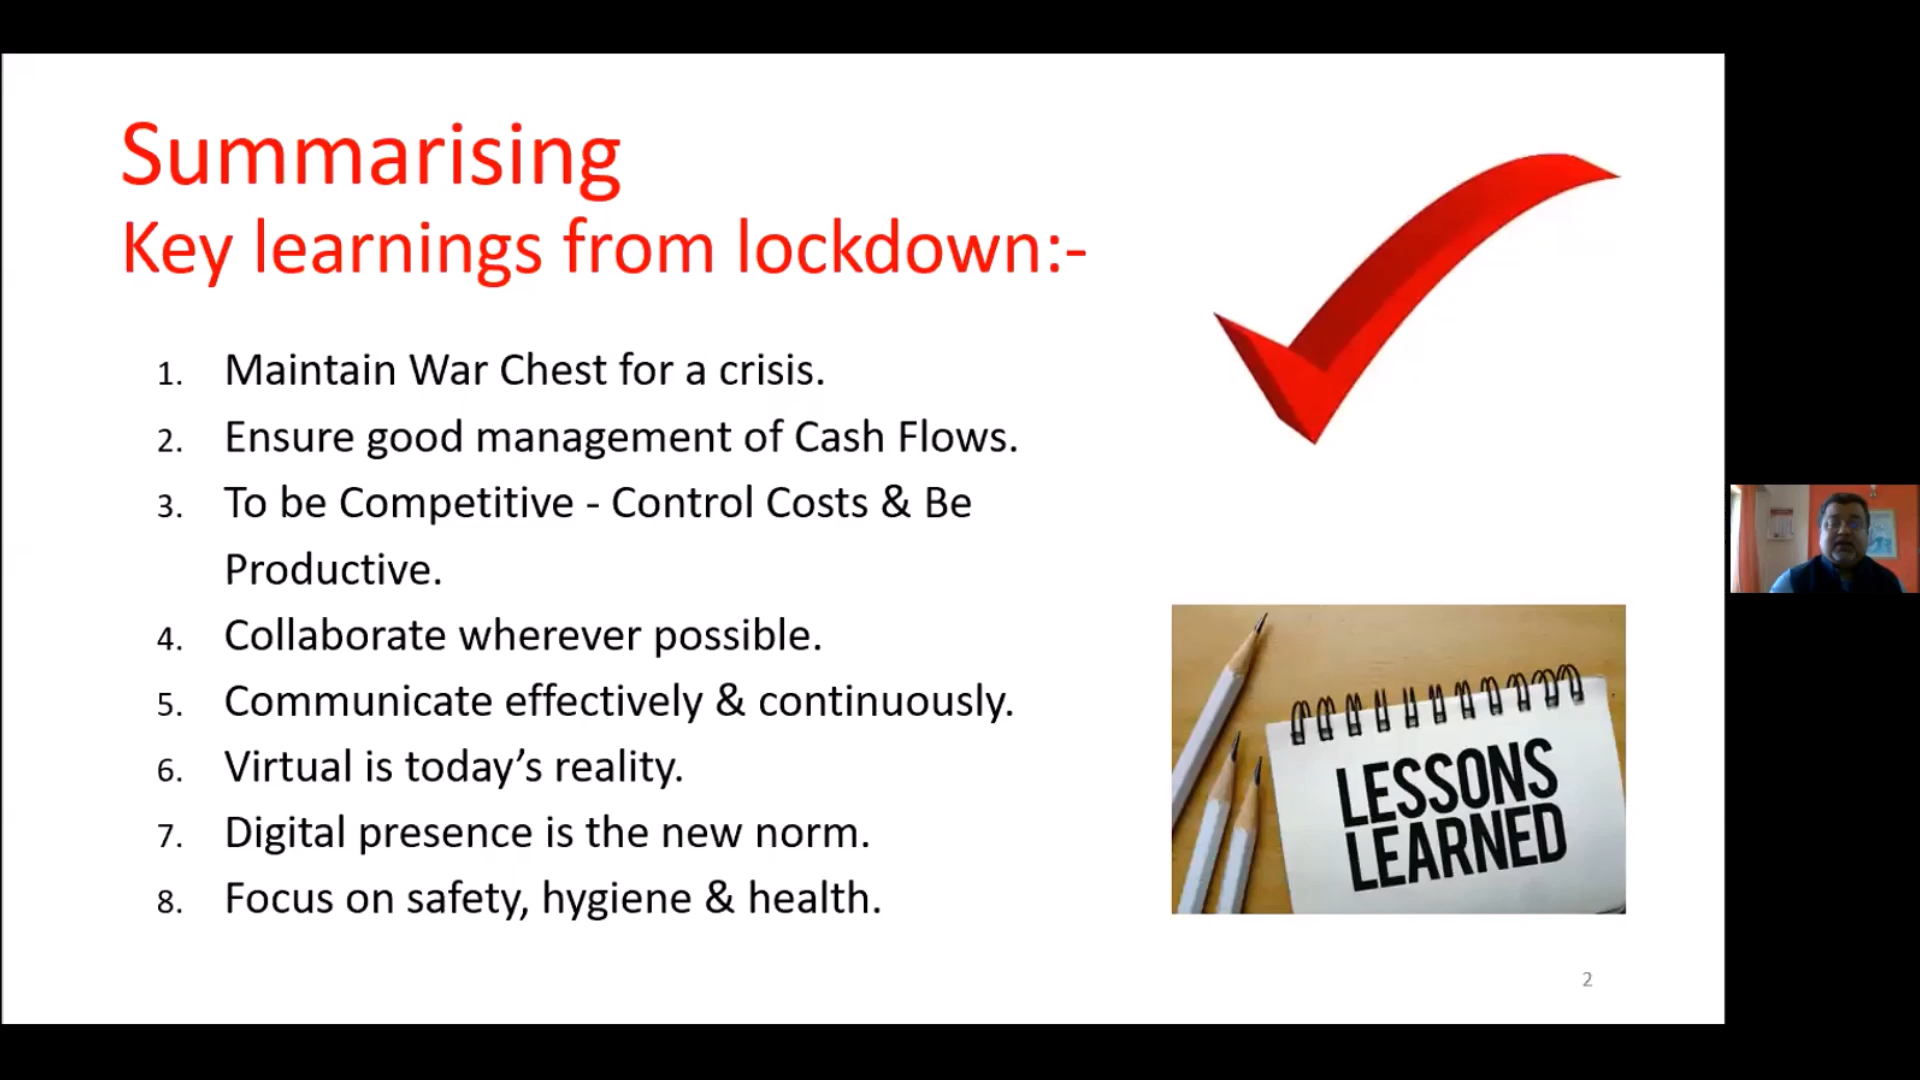 Summarising
Key learnings from lockdown:-
1. Maintain War Chest for a crisis.
2. Ensure good management of Cash Flows.
3. To be Competitive - Control Costs & Be
Productive.
4. Collaborate wherever possible.
5. Communicate effectively & continuously.
6. Virtual is today’s reality.
7. Digital presence is the new norm.
8. Focus on safety, hygiene & health.
LESSONS
LEARNED
2